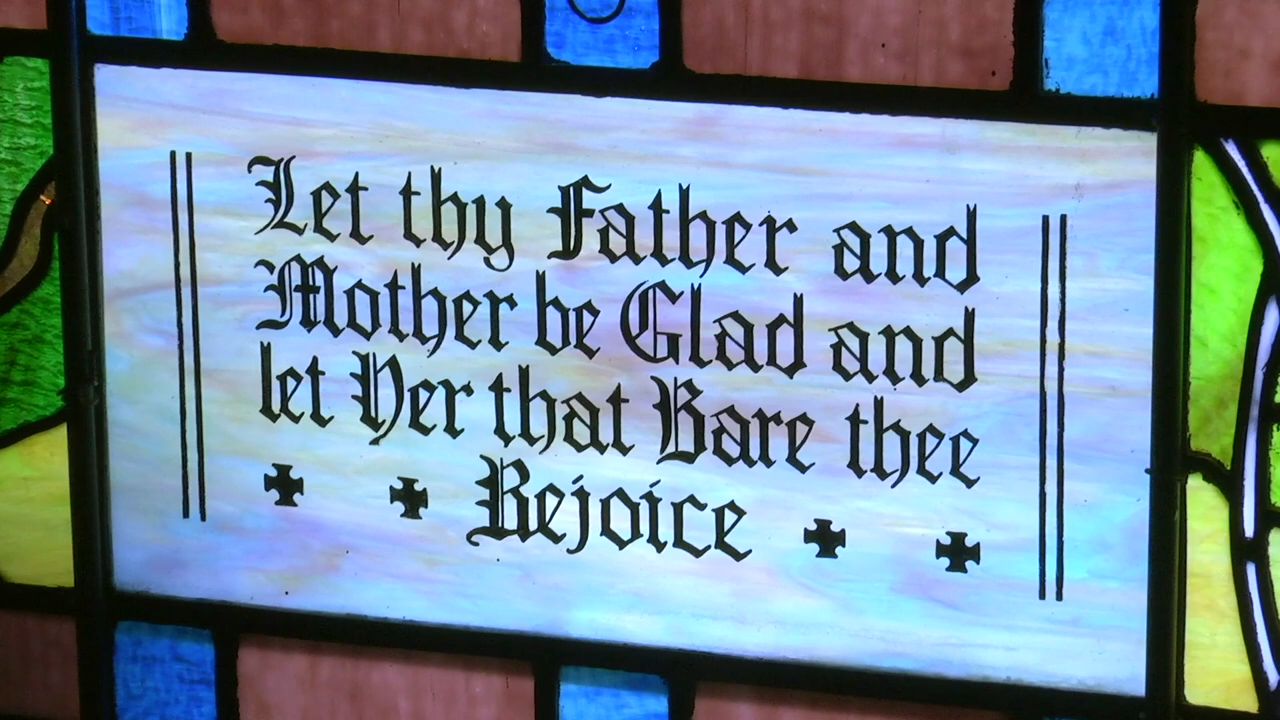 Let thy Father and
Mother be Glad and
let Her that Bare thee
Rejoice